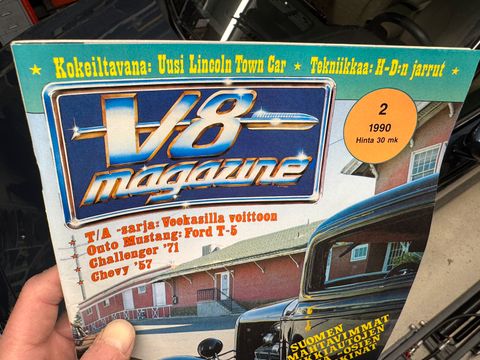 ★ Kokeiltavana: Uusi Lincoln Town Car ★ Tekniikkaa: H-D:n jarrut ★
V8
magazine
2
1990
Hinta 30 mk
★ T/A -sarja: Veekasilla voittoon
★ Outo Mustang: Ford T-5
★ Challenger '71
★ Chevy '57
SUOMEN
MAHTAVIMMAT